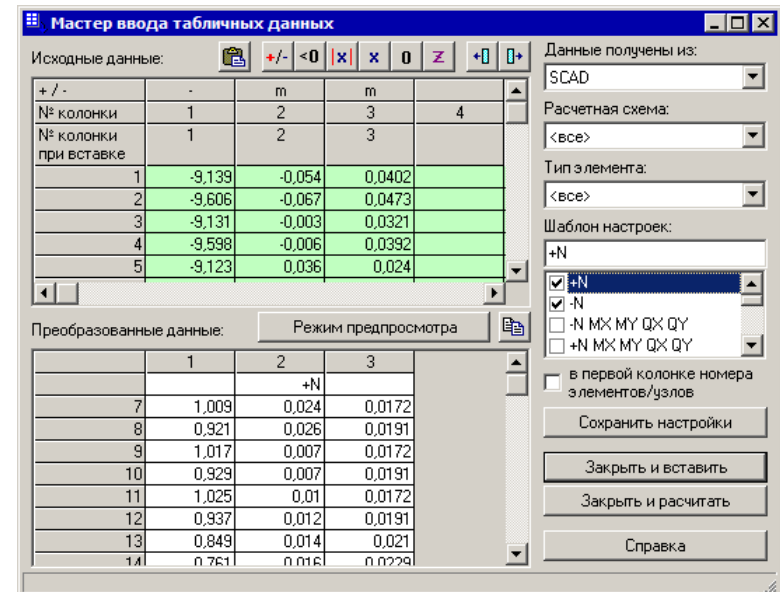 Мастер ввода табличных данных
Исходные данные:
+/- <0 |x| x 0 Z
+ / - - m m
№ колонки 1 2 3 4
№ колонки при вставке 1 2 3
1 -9,139 -0,054 0,0402
2 -9,606 -0,067 0,0473
3 -9,131 -0,003 0,0321
4 -9,598 -0,006 0,0392
5 -9,123 0,036 0,024
Преобразованные данные:
Режим предпросмотра
1 2 3
+N
7 1,009 0,024 0,0172
8 0,921 0,026 0,0191
9 1,017 0,007 0,0172
10 0,929 0,007 0,0191
11 1,025 0,01 0,0172
12 0,937 0,012 0,0191
13 0,849 0,014 0,021
14 0,761 0,016 0,0229
Данные получены из:
SCAD
Расчетная схема:
<все>
Тип элемента:
<все>
Шаблон настроек:
+N
+N
-N
-N MX MY QX QY
+N MX MY QX QY
в первой колонке номера
элементов/узлов
Сохранить настройки
Закрыть и вставить
Закрыть и расчитать
Справка